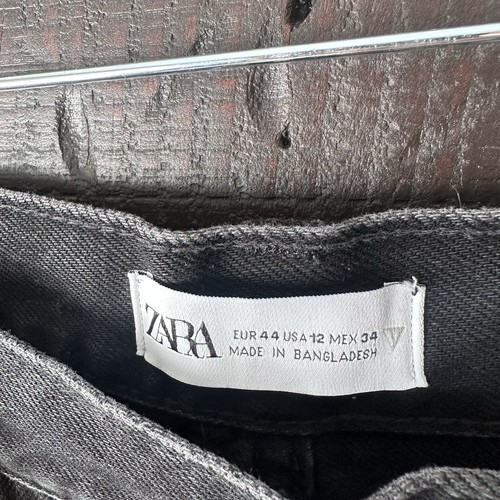 ZARA
EUR 44 USA 12 MEX 34
MADE IN BANGLADESH